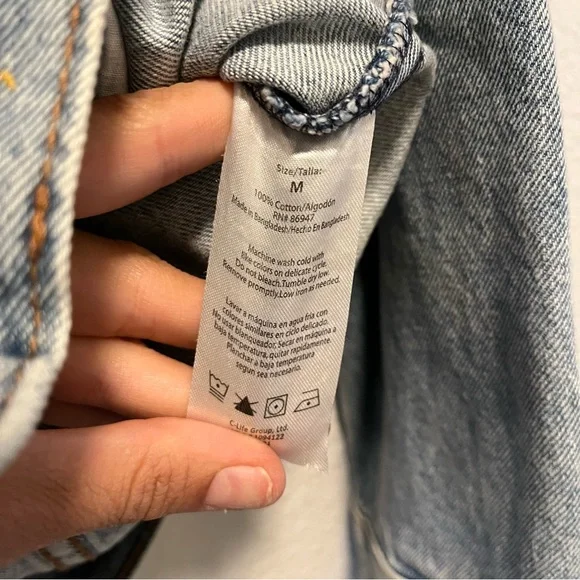 Size/Talla:
M
100% Cotton/Algodón
RN# 86947
Made in Bangladesh/Hecho En Bangladesh
Machine wash cold with
like colors on delicate cycle.
Do not bleach.Tumble dry low.
Remove promptly.Low iron as needed.
Lavar a máquina en agua fria con
colores similares en ciclo delicado.
No usar blanqueador. Secar en máquina a
baja temperatura, quitar rapidamente.
Planchar a baja temperatura
segun sea necesario.
C-Life Group, Ltd.